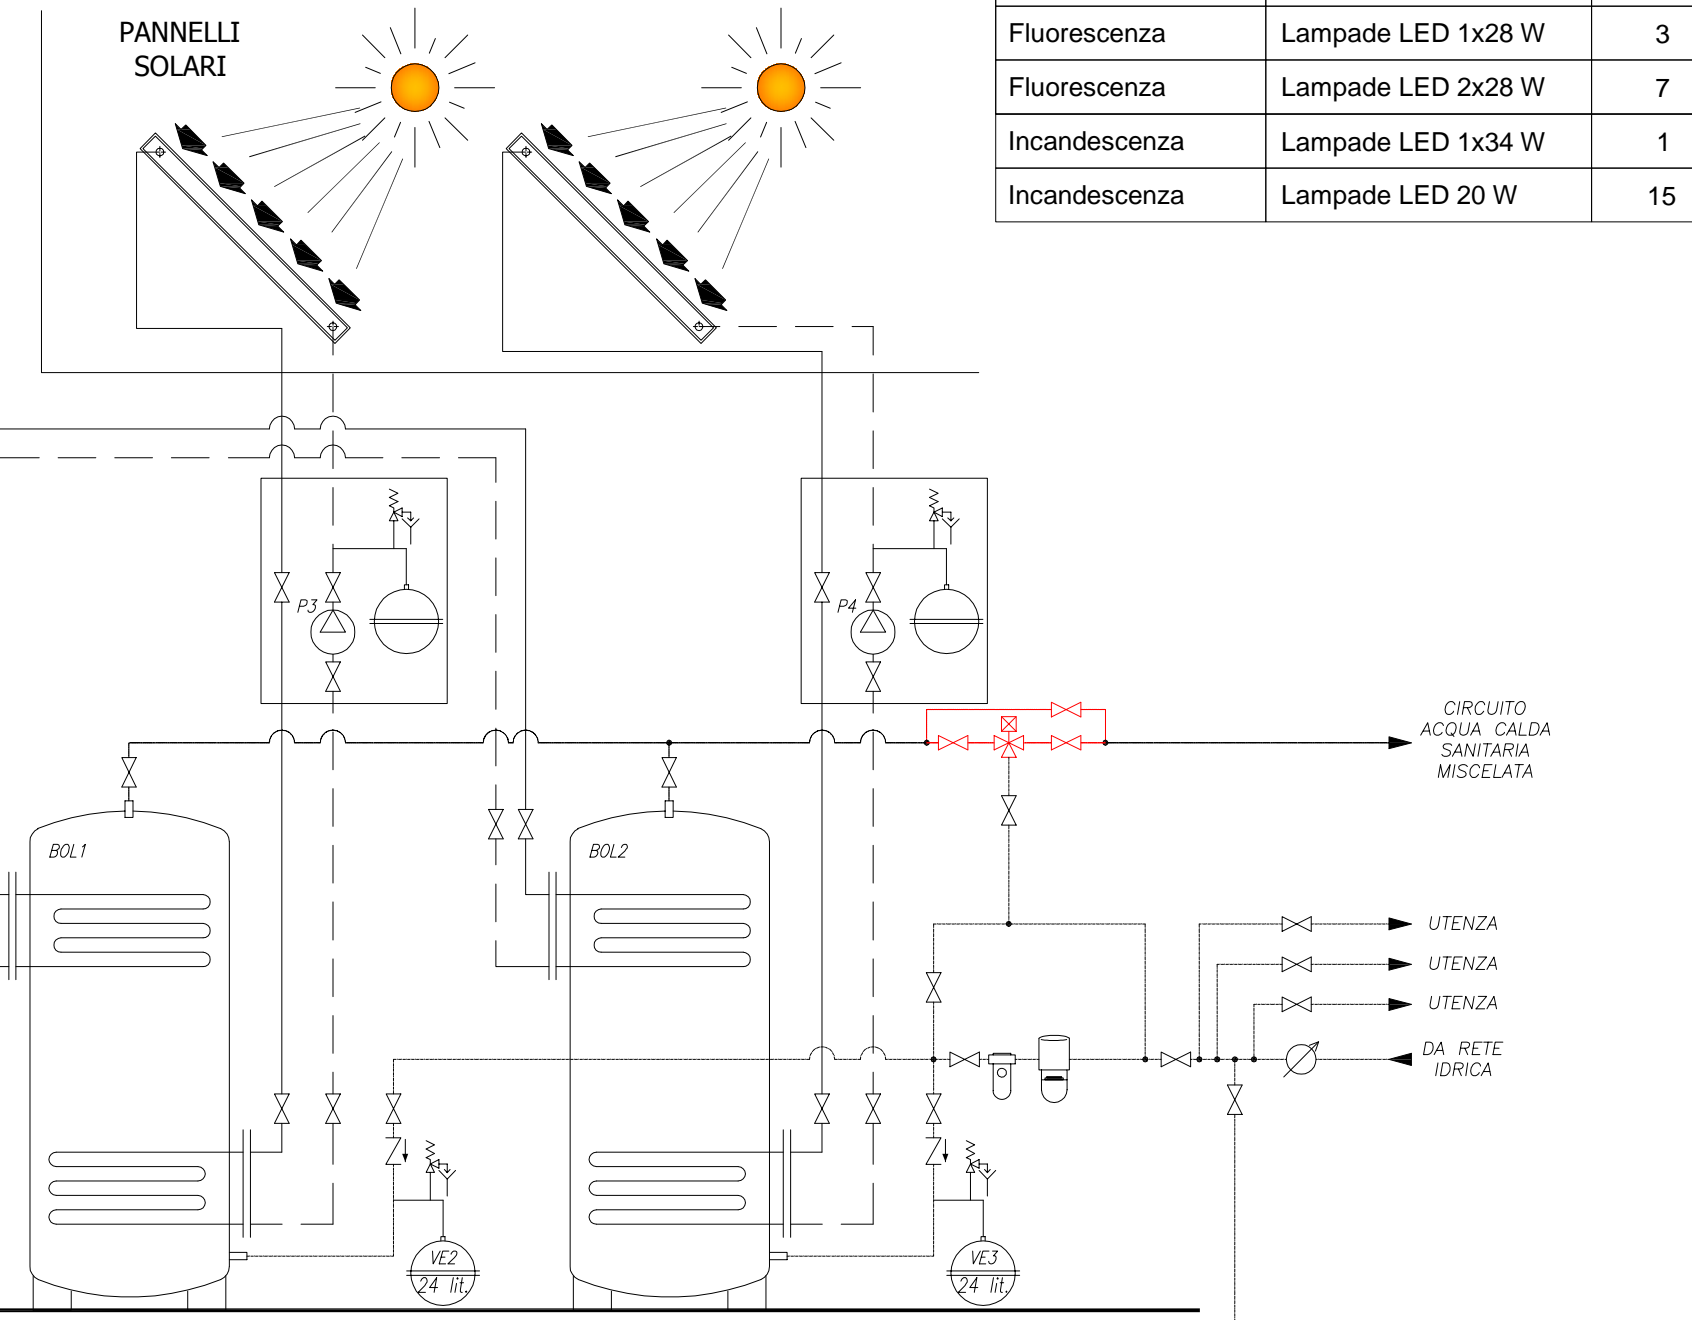 PANNELLI
SOLARI
Fluorescenza Lampade LED 1x28 W 3
Fluorescenza Lampade LED 2x28 W 7
Incandescenza Lampade LED 1x34 W 1
Incandescenza Lampade LED 20 W 15
P3
P4
CIRCUITO
ACQUA CALDA
SANITARIA
MISCELATA
BOL1
BOL2
UTENZA
UTENZA
UTENZA
DA RETE
IDRICA
VE2
24 lit.
VE3
24 lit.